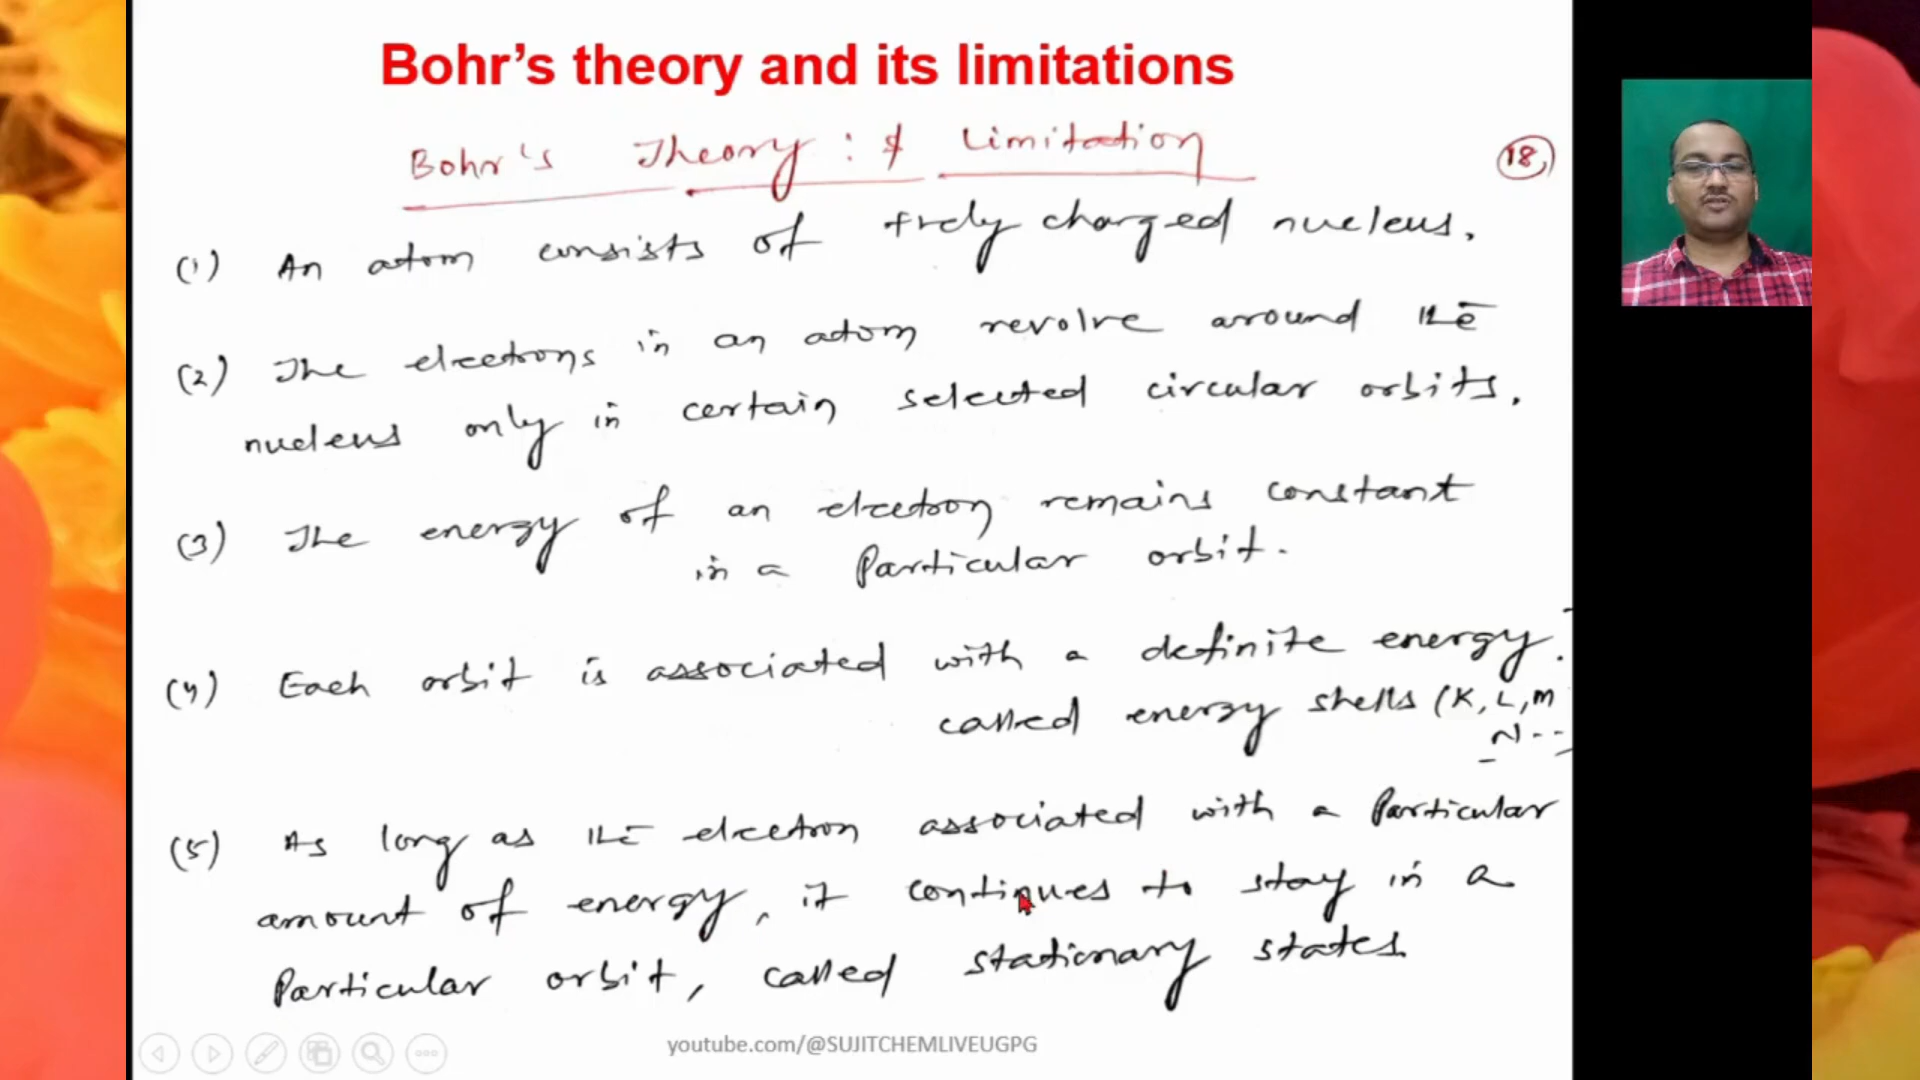 Bohr's theory and its limitations
Bohr's Theory: & Limitation
18,
(1) An atom consists of +vely charged nucleus.
(2) The electrons in an atom revolve around the
nucleus only in certain selected circular orbits.
(3) The energy of an electron remains constant
in a particular orbit.
(4) Each orbit is associated with a definite energy.
called energy shells (K, L, M
N--)
(5) As long as the electron associated with a particular
amount of energy, it continues to stay in a
particular orbit, called stationary states.
youtube.com/@SUJITCHEMLIVEUGPG